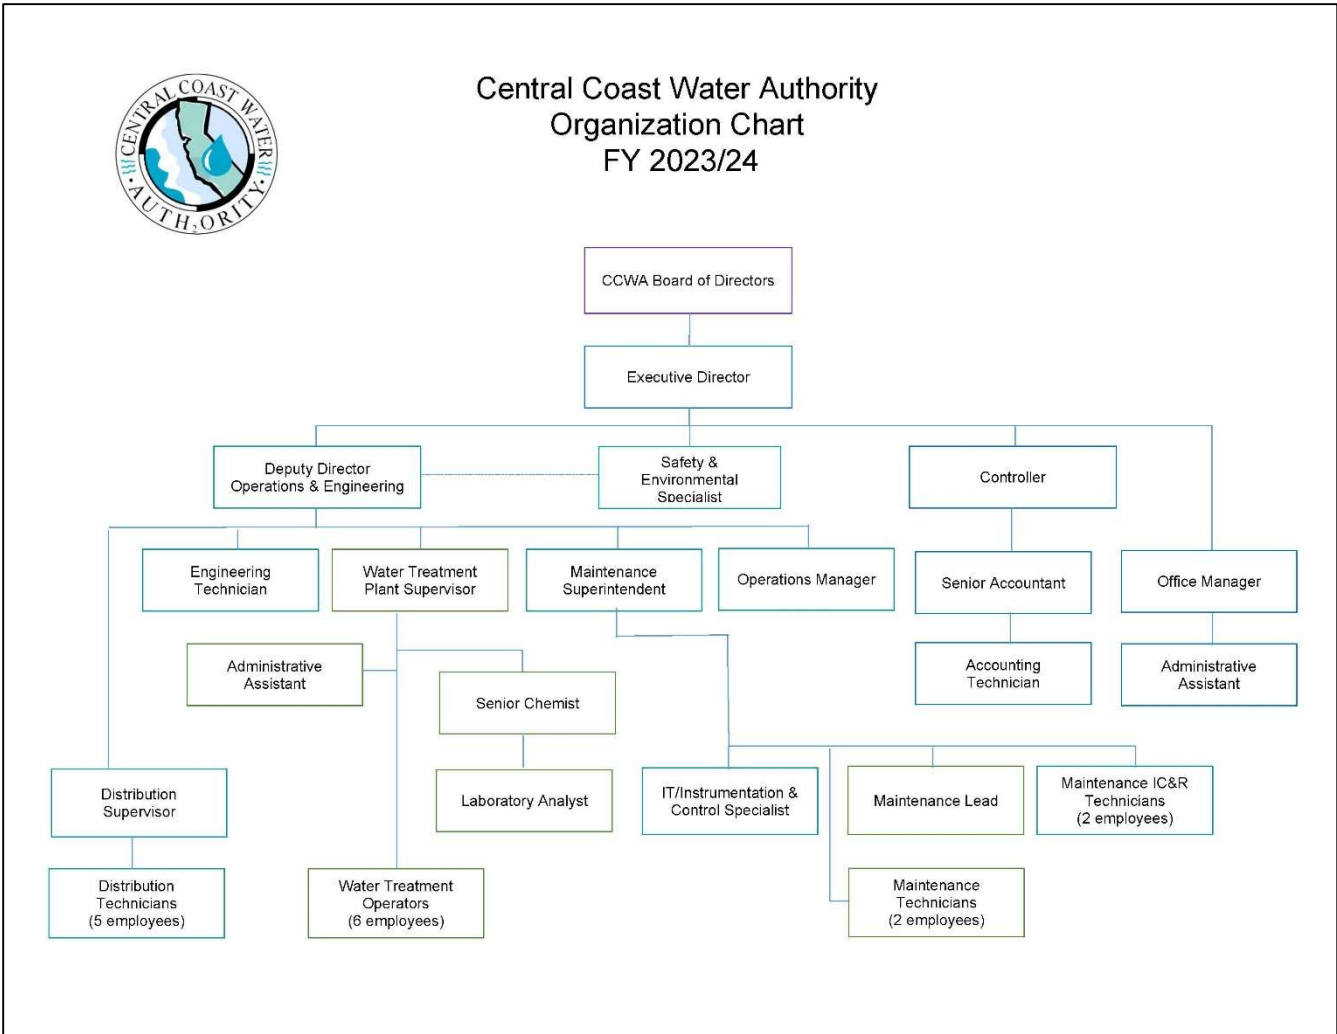 CENTRAL COAST WATER
AUTH₂ORITY
Central Coast Water Authority
Organization Chart
FY 2023/24
CCWA Board of Directors
Executive Director
Deputy Director
Operations & Engineering
Safety &
Environmental
Specialist
Controller
Engineering
Technician
Water Treatment
Plant Supervisor
Maintenance
Superintendent
Operations Manager
Senior Accountant
Office Manager
Administrative
Assistant
Senior Chemist
Accounting
Technician
Administrative
Assistant
Distribution
Supervisor
Laboratory Analyst
IT/Instrumentation &
Control Specialist
Maintenance Lead
Maintenance IC&R
Technicians
(2 employees)
Distribution
Technicians
(5 employees)
Water Treatment
Operators
(6 employees)
Maintenance
Technicians
(2 employees)